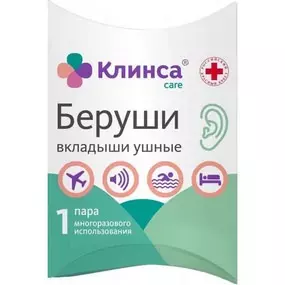 Клинса®
care
Беруши
вкладыши ушные
1 пара
многоразового
использования